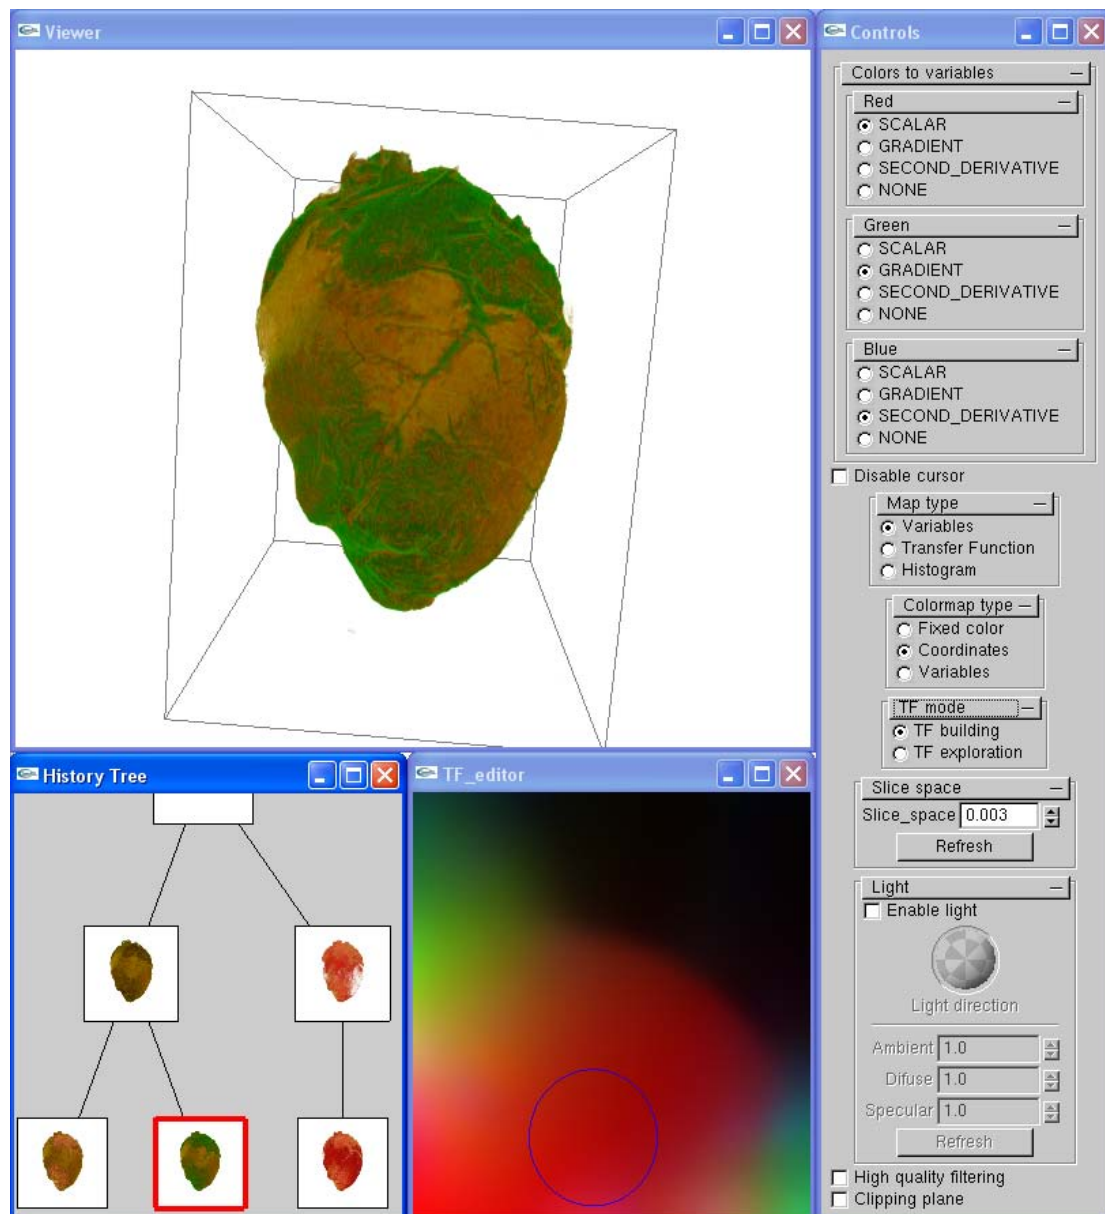 Viewer
Controls
Colors to variables
Red
SCALAR
GRADIENT
SECOND_DERIVATIVE
NONE
Green
SCALAR
GRADIENT
SECOND_DERIVATIVE
NONE
Blue
SCALAR
GRADIENT
SECOND_DERIVATIVE
NONE
Disable cursor
Map type
Variables
Transfer Function
Histogram
Colormap type
Fixed color
Coordinates
Variables
TF mode
TF building
TF exploration
Slice space
Slice_space 0.003
Refresh
Light
Enable light
Light direction
Ambient 1.0
Difuse 1.0
Specular 1.0
Refresh
High quality filtering
Clipping plane
History Tree
TF_editor